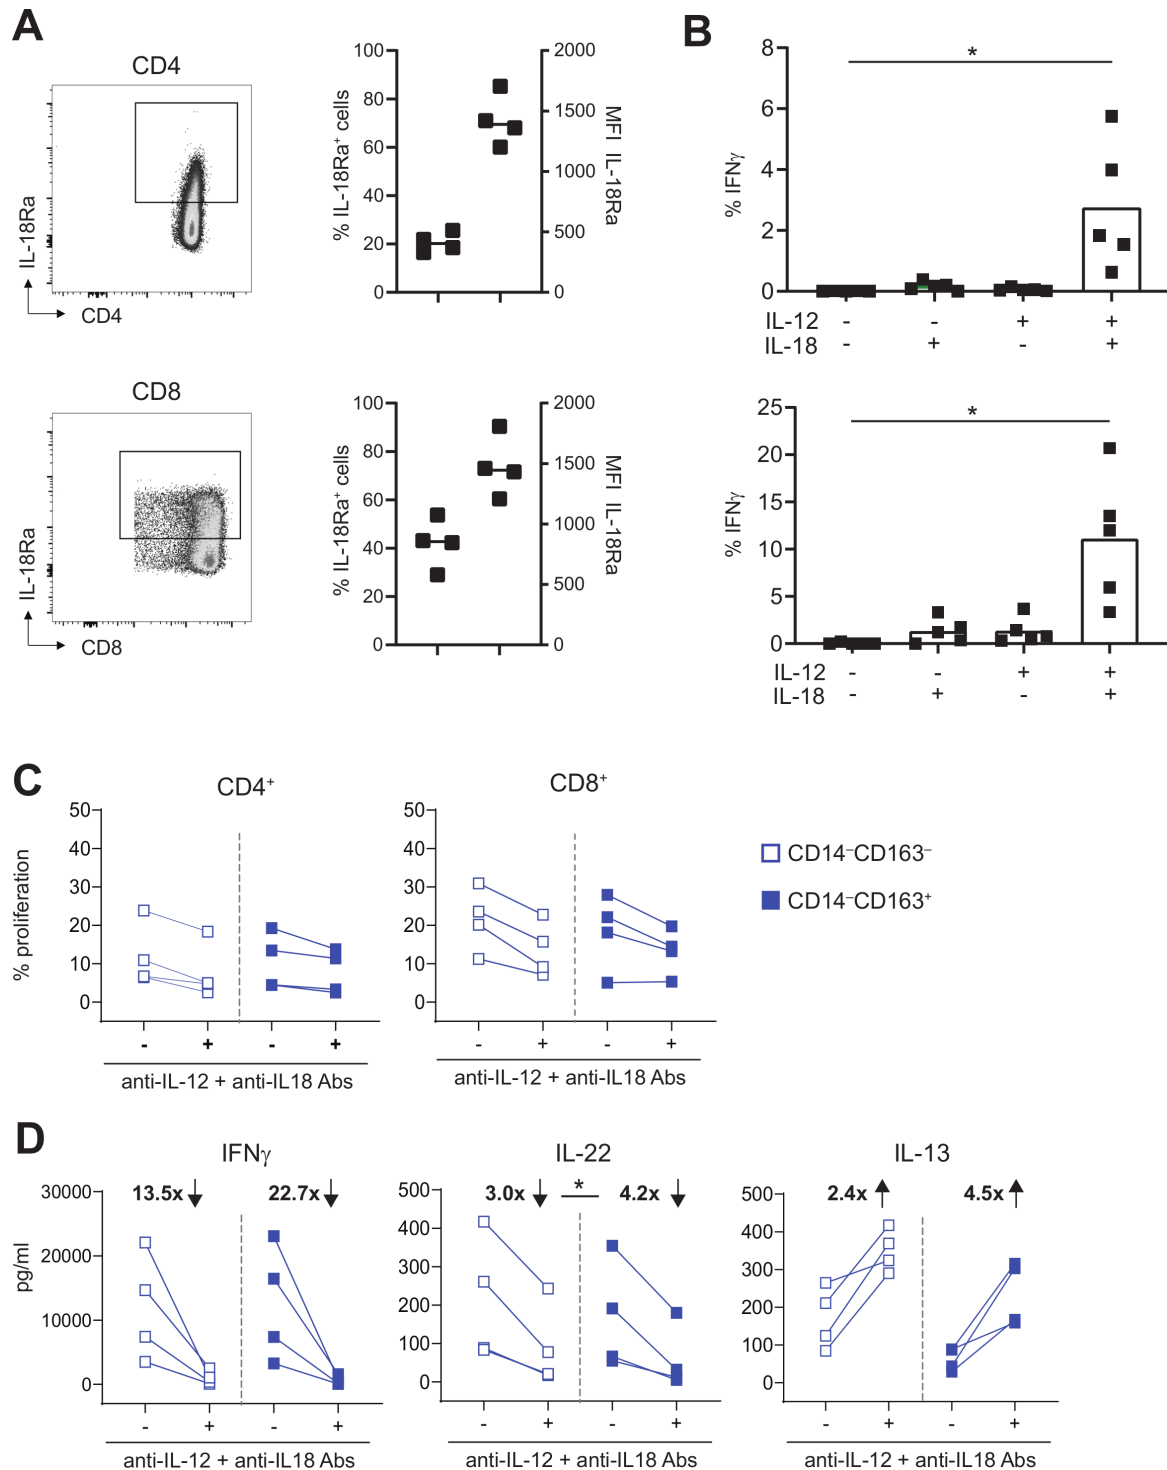 A
CD4
IL-18Ra
CD4
100
80
60
40
20
0
% IL-18Ra⁺ cells
2000
1500
1000
500
0
MFI IL-18Ra
CD8
IL-18Ra
CD8
100
80
60
40
20
0
% IL-18Ra⁺ cells
2000
1500
1000
500
0
MFI IL-18Ra
B
8
6
4
2
0
% IFNγ
*
IL-12 - - + +
IL-18 - + - +
25
20
15
10
5
0
% IFNγ
*
IL-12 - - + +
IL-18 - + - +
C
CD4⁺
50
40
30
20
10
0
% proliferation
- + - +
anti-IL-12 + anti-IL18 Abs
CD8⁺
50
40
30
20
10
0
- + - +
anti-IL-12 + anti-IL18 Abs
CD14⁻CD163⁻
CD14⁻CD163⁺
D
IFNγ
13.5x 22.7x
30000
20000
10000
0
pg/ml
- + - +
anti-IL-12 + anti-IL18 Abs
IL-22
3.0x * 4.2x
500
400
300
200
100
0
- + - +
anti-IL-12 + anti-IL18 Abs
IL-13
2.4x 4.5x
500
400
300
200
100
0
- + - +
anti-IL-12 + anti-IL18 Abs